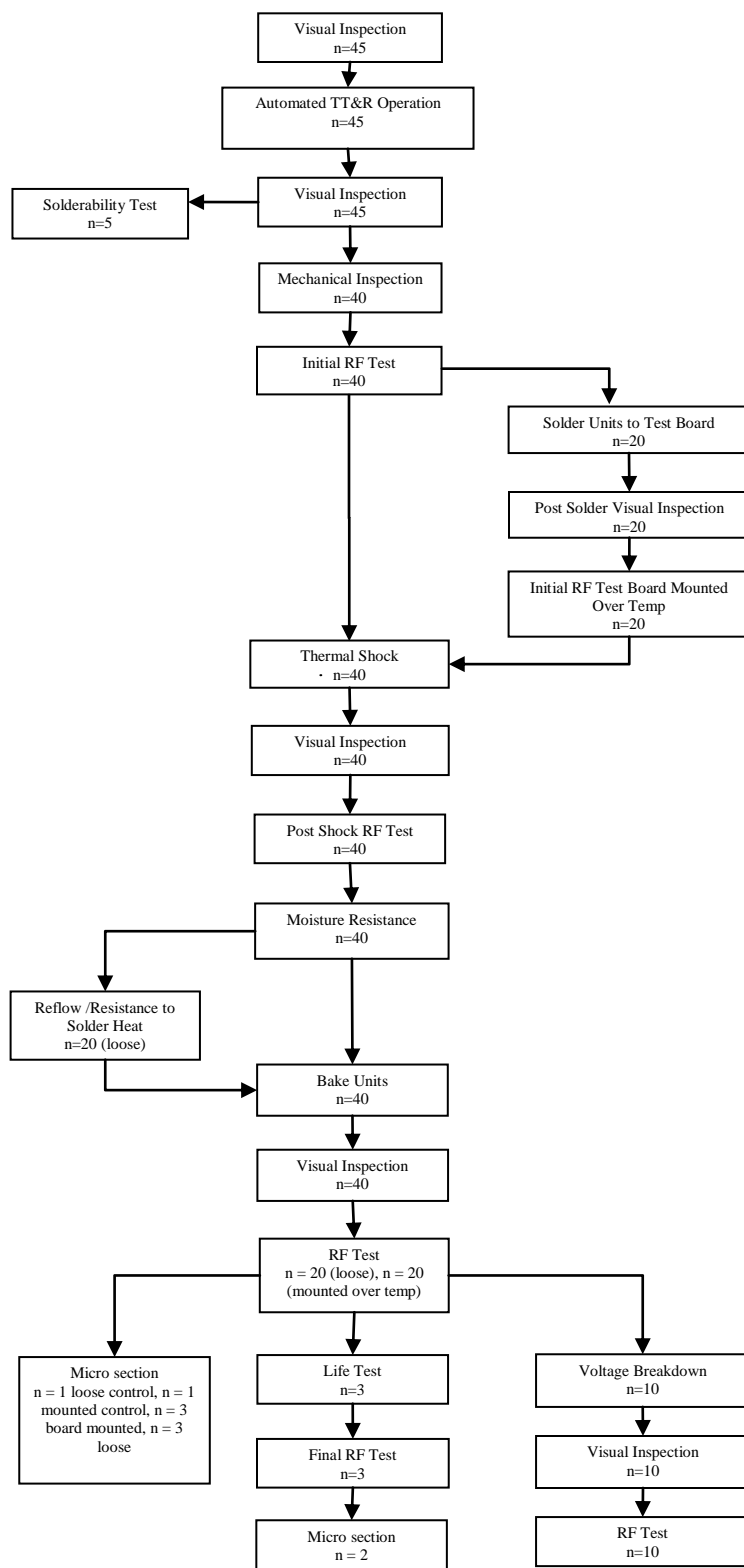 Visual Inspection
n=45
Automated TT&R Operation
n=45
Visual Inspection
n=45
Solderability Test
n=5
Mechanical Inspection
n=40
Initial RF Test
n=40
Solder Units to Test Board
n=20
Post Solder Visual Inspection
n=20
Initial RF Test Board Mounted
Over Temp
n=20
Thermal Shock
· n=40
Visual Inspection
n=40
Post Shock RF Test
n=40
Moisture Resistance
n=40
Reflow /Resistance to
Solder Heat
n=20 (loose)
Bake Units
n=40
Visual Inspection
n=40
RF Test
n = 20 (loose), n = 20
(mounted over temp)
Micro section
n = 1 loose control, n = 1
mounted control, n = 3
board mounted, n = 3
loose
Life Test
n=3
Voltage Breakdown
n=10
Final RF Test
n=3
Visual Inspection
n=10
Micro section
n = 2
RF Test
n=10